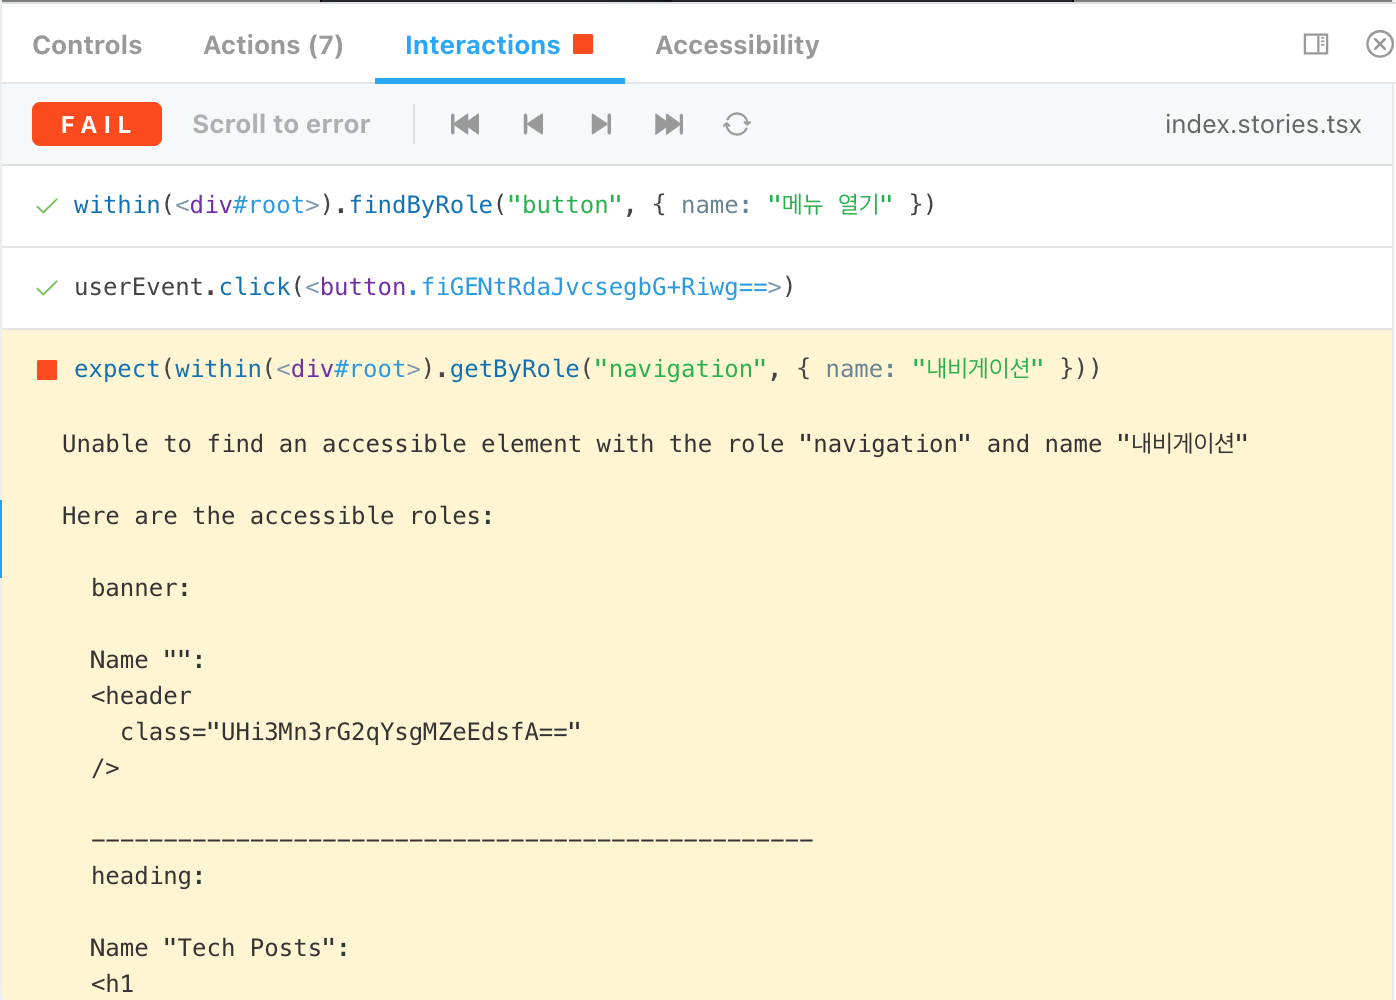 Controls Actions (7) Interactions Accessibility
FAIL Scroll to error index.stories.tsx
within(<div#root>).findByRole("button", { name: "메뉴 열기" })
userEvent.click(<button.fiGENtRdaJvcsegbG+Riwg==>)
expect(within(<div#root>).getByRole("navigation", { name: "내비게이션" }))
Unable to find an accessible element with the role "navigation" and name "내비게이션"
Here are the accessible roles:
banner:
Name "":
<header
class="UHi3Mn3rG2qYsgMZeEdsfA=="
/>
--------------------------------------------------
heading:
Name "Tech Posts":
<h1